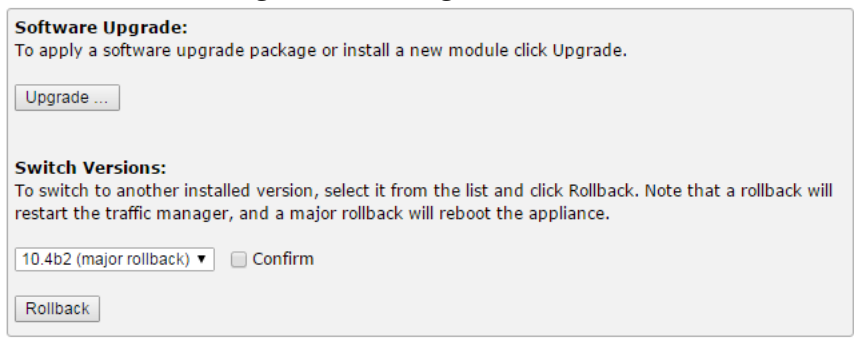 Software Upgrade:
To apply a software upgrade package or install a new module click Upgrade.
Upgrade ...
Switch Versions:
To switch to another installed version, select it from the list and click Rollback. Note that a rollback will
restart the traffic manager, and a major rollback will reboot the appliance.
10.4b2 (major rollback) ▼ Confirm
Rollback